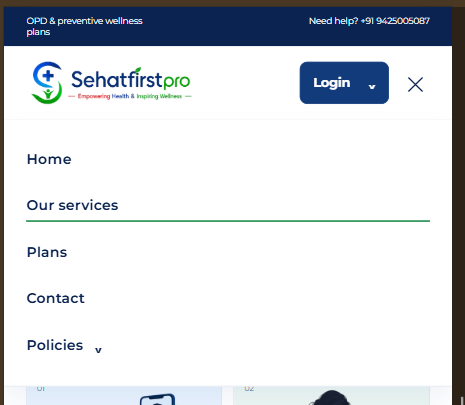 OPD & preventive wellness
plans
Need help? +91 9425005087
Sehatfirstpro
Empowering Health & Inspiring Wellness
Login
Home
Our services
Plans
Contact
Policies
01
02